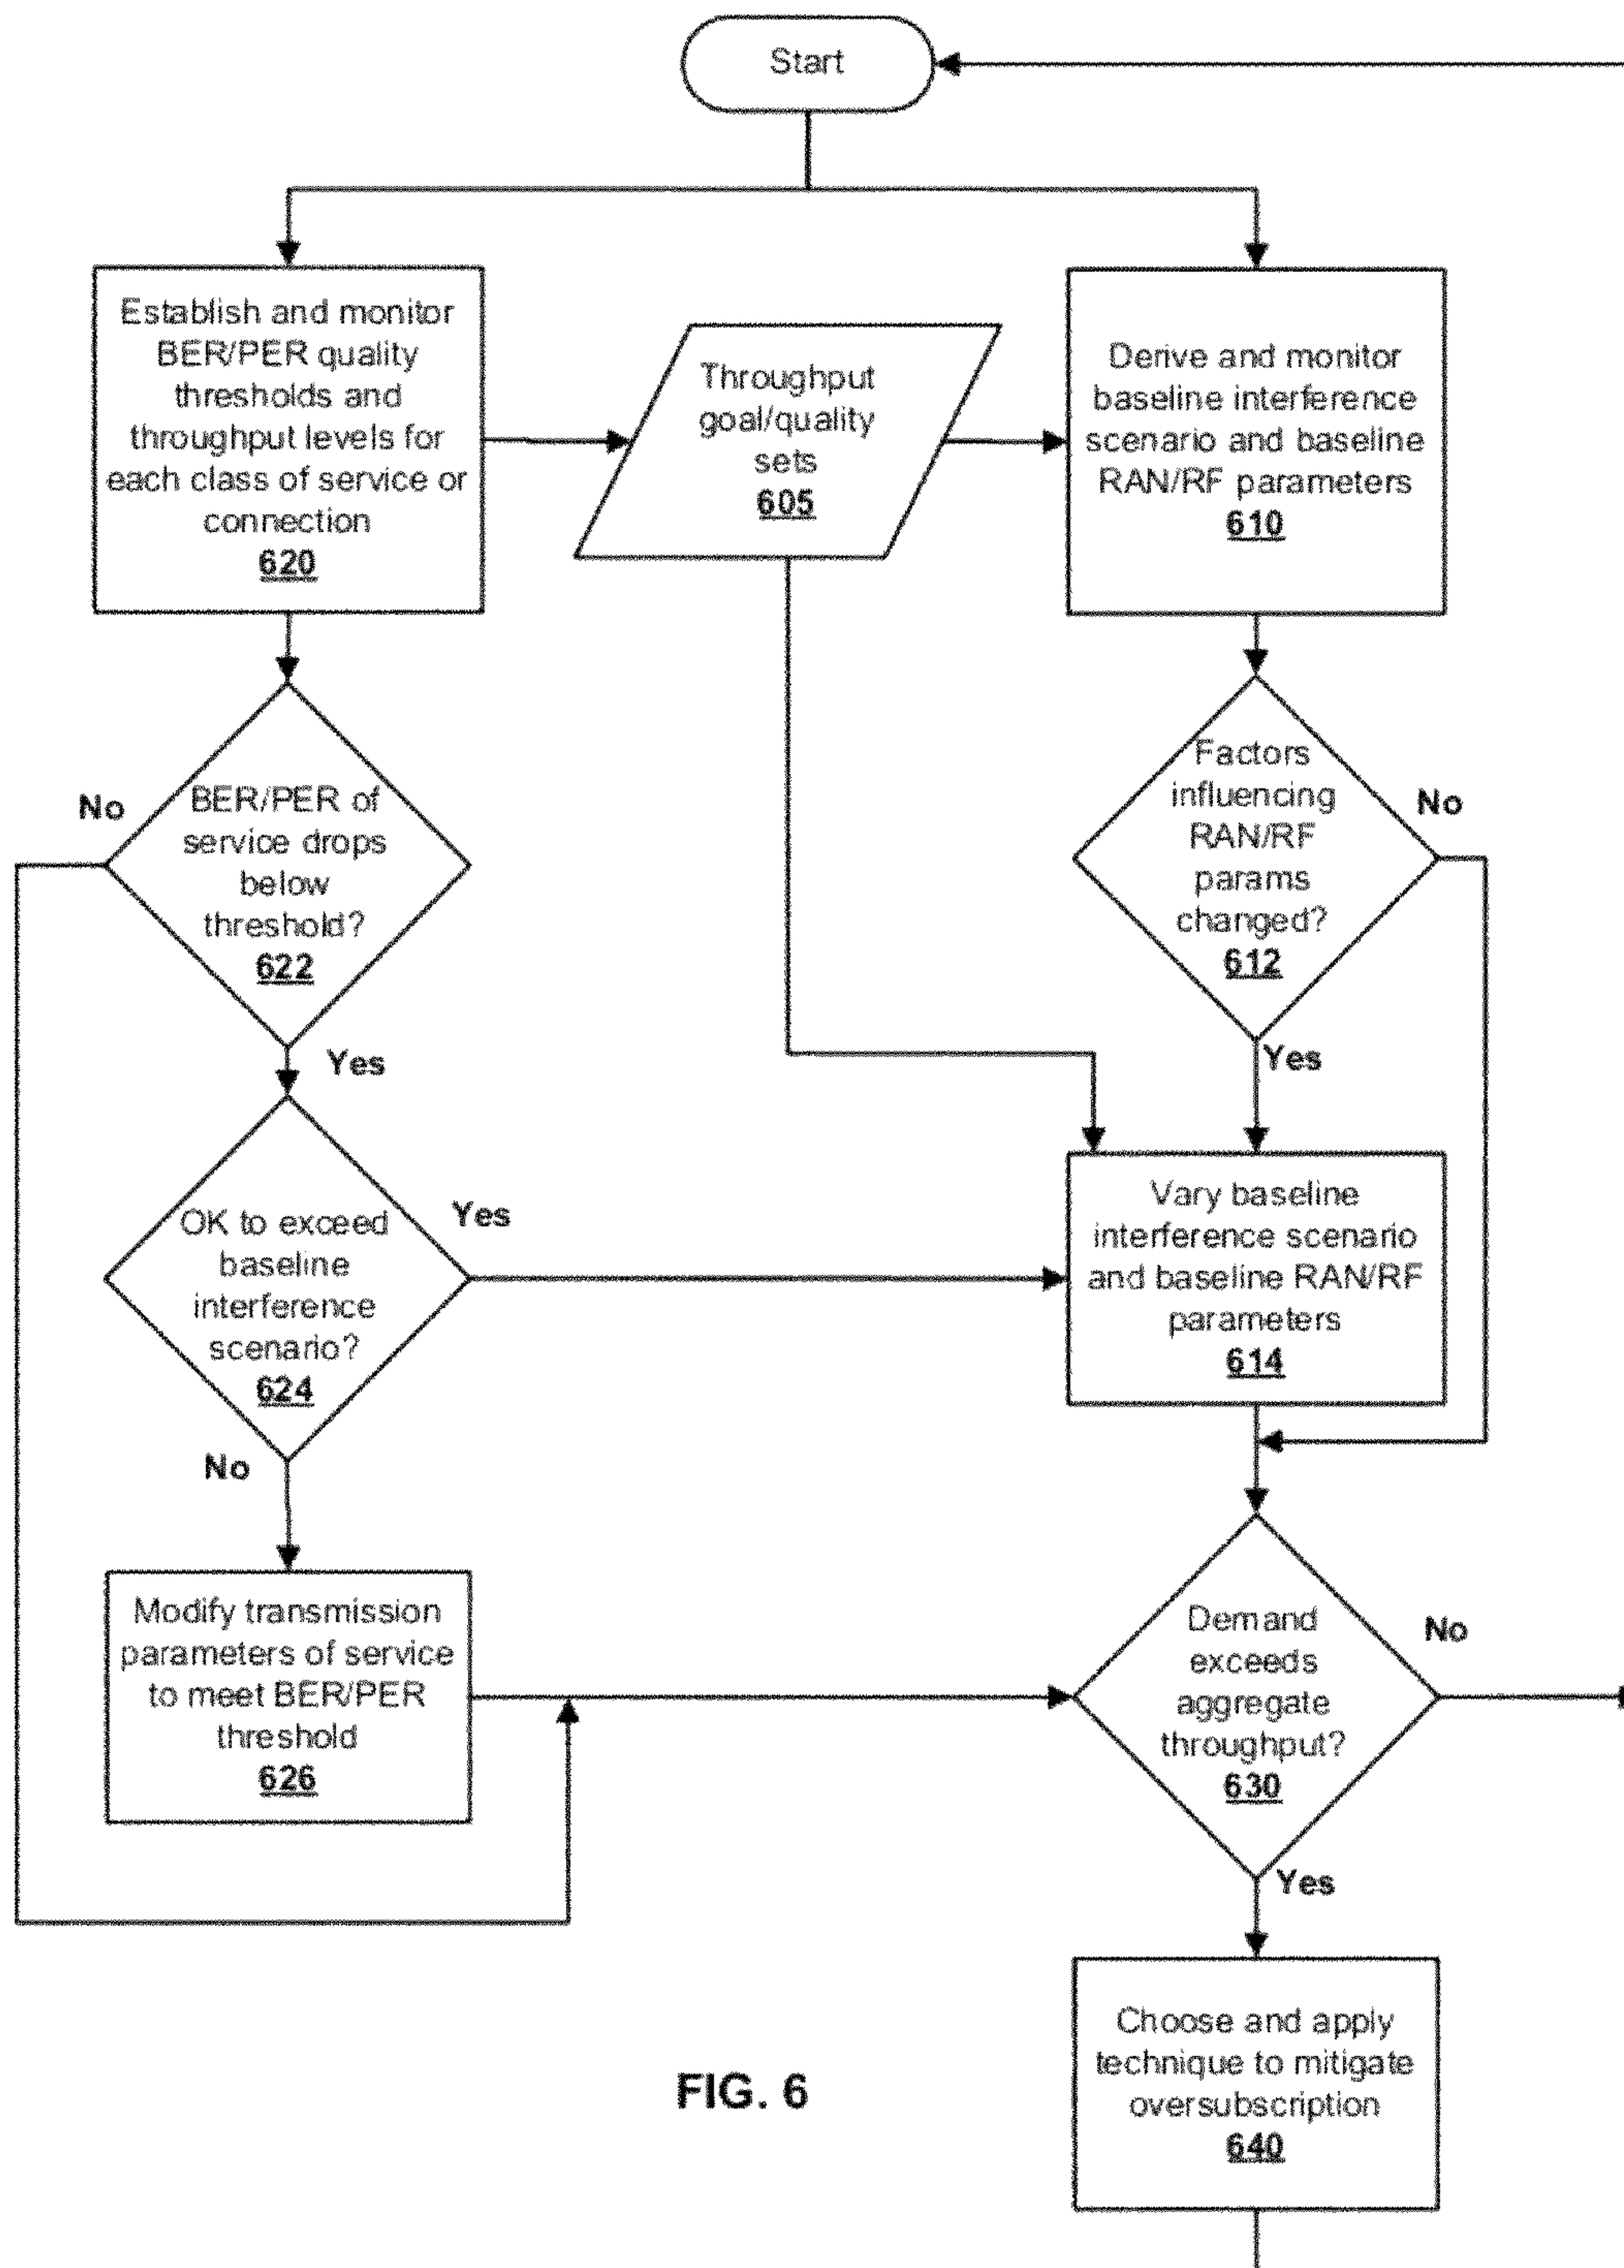 Start
Establish and monitor
BER/PER quality
thresholds and
throughput levels for
each class of service or
connection
620
Throughput
goal/quality
sets
605
Derive and monitor
baseline interference
scenario and baseline
RAN/RF parameters
610
No
BER/PER of
service drops
below
threshold?
622
Yes
Factors
influencing
RAN/RF
params
changed?
612
No
Yes
OK to exceed
baseline
interference
scenario?
624
Yes
No
Vary baseline
interference scenario
and baseline RAN/RF
parameters
614
Modify transmission
parameters of service
to meet BER/PER
threshold
626
Demand
exceeds
aggregate
throughput?
630
No
Yes
Choose and apply
technique to mitigate
oversubscription
640
FIG. 6